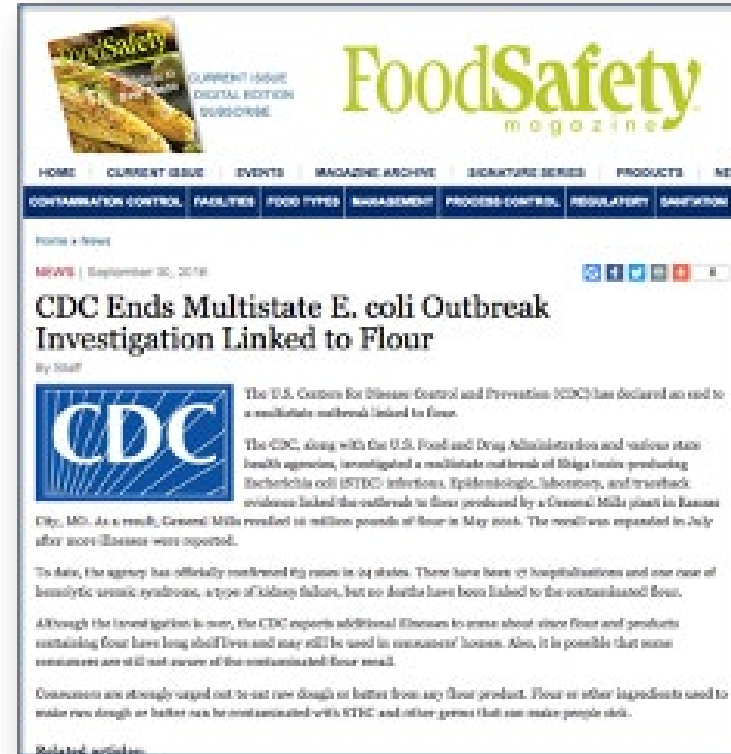 FoodSafety
CURRENT ISSUE
DIGITAL EDITION
SUBSCRIBE
FoodSafety
magazine
HOME | CURRENT ISSUE | EVENTS | MAGAZINE ARCHIVE | SIGNATURE SERIES | PRODUCTS | NE
CONTAMINATION CONTROL | FACILITIES | FOOD TYPES | MANAGEMENT | PROCESS CONTROL | REGULATORY | SANITATION
Home > News
NEWS | September 30, 2016
CDC Ends Multistate E. coli Outbreak
Investigation Linked to Flour
By Staff
CDC
The U.S. Centers for Disease Control and Prevention (CDC) has declared an end to
a multistate outbreak linked to flour.
The CDC, along with the U.S. Food and Drug Administration and various state
health agencies, investigated a multistate outbreak of Shiga toxin-producing
Escherichia coli (STEC) infections. Epidemiologic, laboratory, and traceback
evidence linked the outbreak to flour produced by a General Mills plant in Kansas
City, MO. As a result, General Mills recalled 10 million pounds of flour in May 2016. The recall was expanded in July
after more illnesses were reported.
To date, the agency has officially confirmed 63 cases in 24 states. There have been 17 hospitalizations and one case of
hemolytic uremic syndrome, a type of kidney failure, but no deaths have been linked to the contaminated flour.
Although the investigation is over, the CDC expects additional illnesses to come about since flour and products
containing flour have long shelf lives and may still be used in consumers' homes. Also, it is possible that some
consumers are still not aware of the contaminated flour recall.
Consumers are strongly urged not to eat raw dough or batter from any flour product. Flour or other ingredients used to
make raw dough or batter can be contaminated with STEC and other germs that can make people sick.
Related articles: